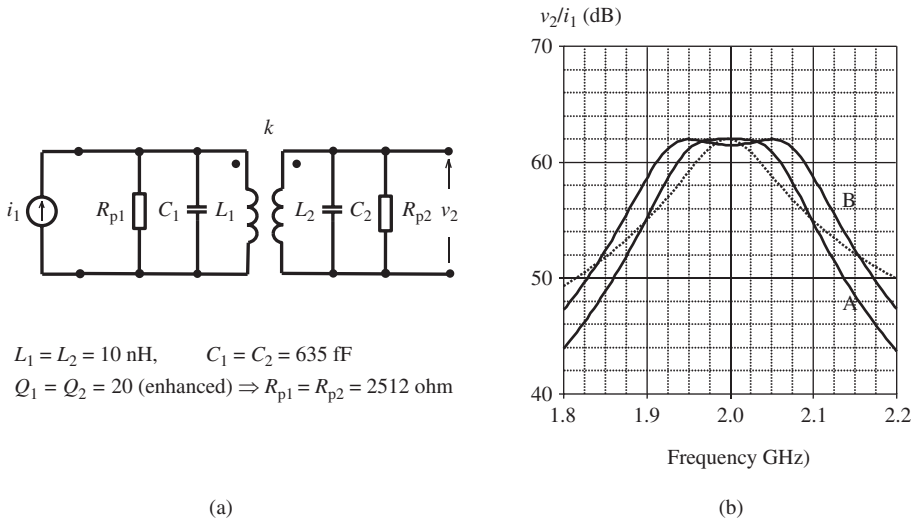 v₂/i₁ (dB)
70
60
50
40
1.8
1.9
2.0
2.1
2.2
Frequency GHz)
B
A
k
i₁
Rp1
C₁
L₁
L₂
C₂
Rp2
v₂
L₁ = L₂ = 10 nH, C₁ = C₂ = 635 fF
Q₁ = Q₂ = 20 (enhanced) ⇒ Rp1 = Rp2 = 2512 ohm
(a)
(b)